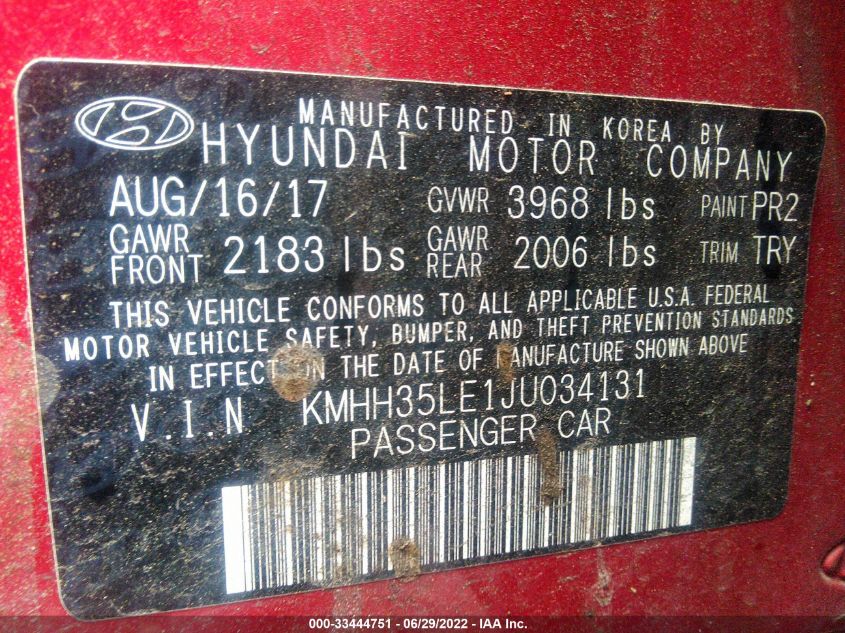 MANUFACTURED IN KOREA BY
HYUNDAI MOTOR COMPANY
AUG/16/17 GVWR 3968 lbs PAINT PR2
GAWR FRONT 2183 lbs GAWR REAR 2006 lbs TRIM TRY
THIS VEHICLE CONFORMS TO ALL APPLICABLE U.S.A. FEDERAL
MOTOR VEHICLE SAFETY, BUMPER, AND THEFT PREVENTION STANDARDS
IN EFFECT ON THE DATE OF MANUFACTURE SHOWN ABOVE
V.I.N KMHH35LE1JU034131
PASSENGER CAR
000-33444751 - 06/29/2022 - IAA Inc.